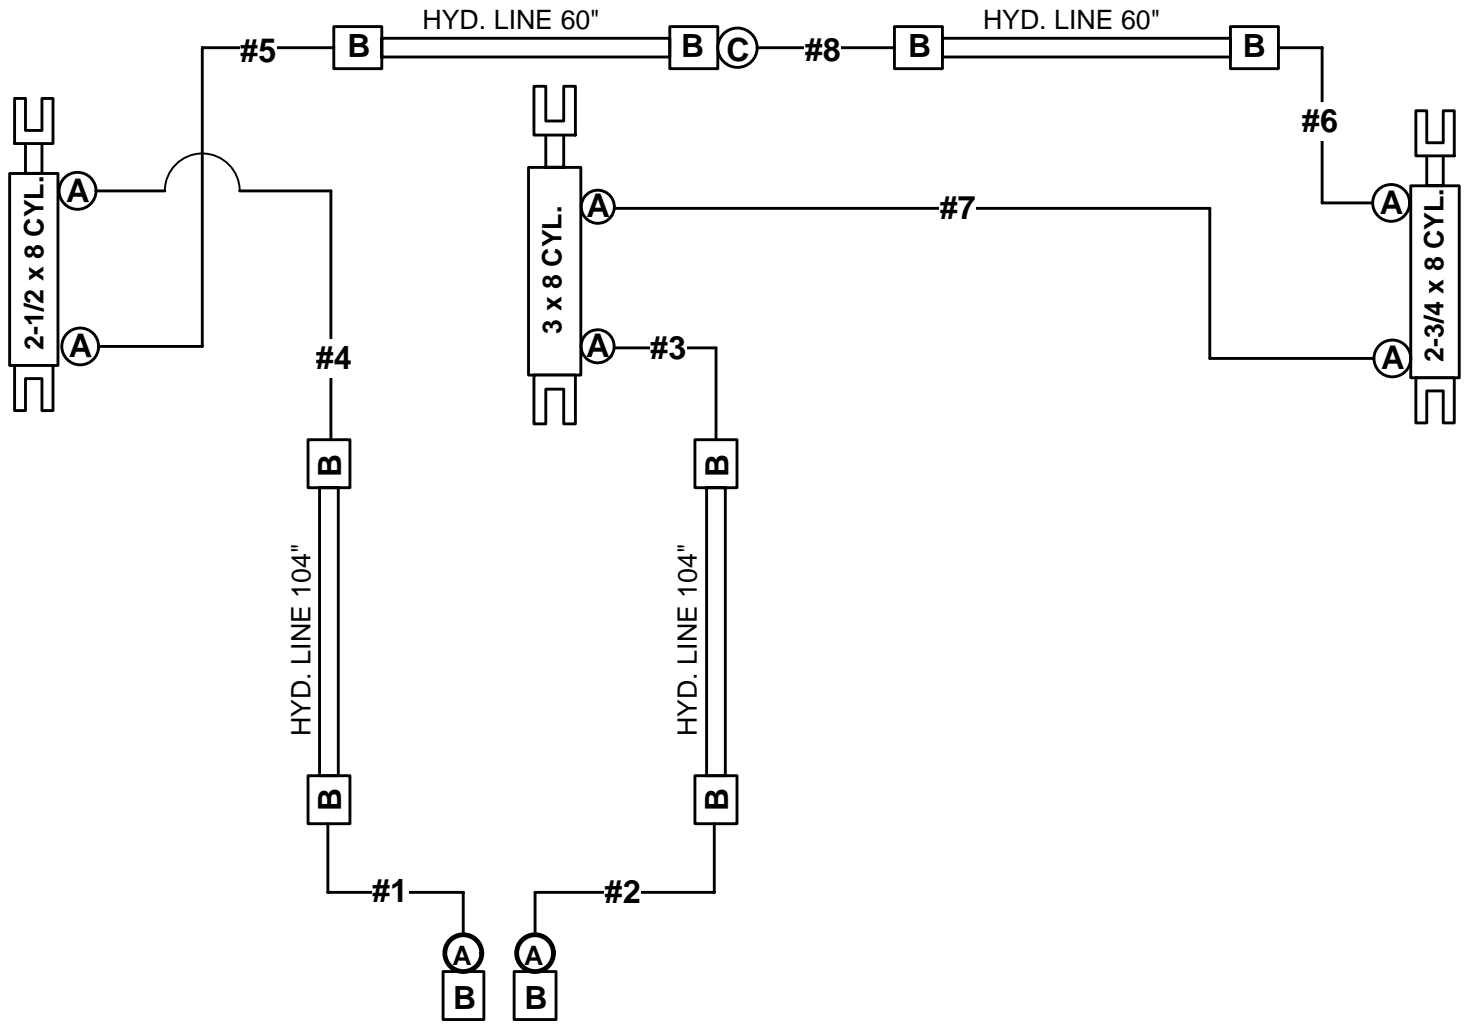 HYD. LINE 60"
HYD. LINE 60"
#5
B
B
C
#8
B
B
#6
A
A
2-1/2 x 8 CYL.
A
A
3 x 8 CYL.
#7
A
A
2-3/4 x 8 CYL.
#4
#3
B
B
HYD. LINE 104"
HYD. LINE 104"
B
B
#1
#2
A
A
B
B